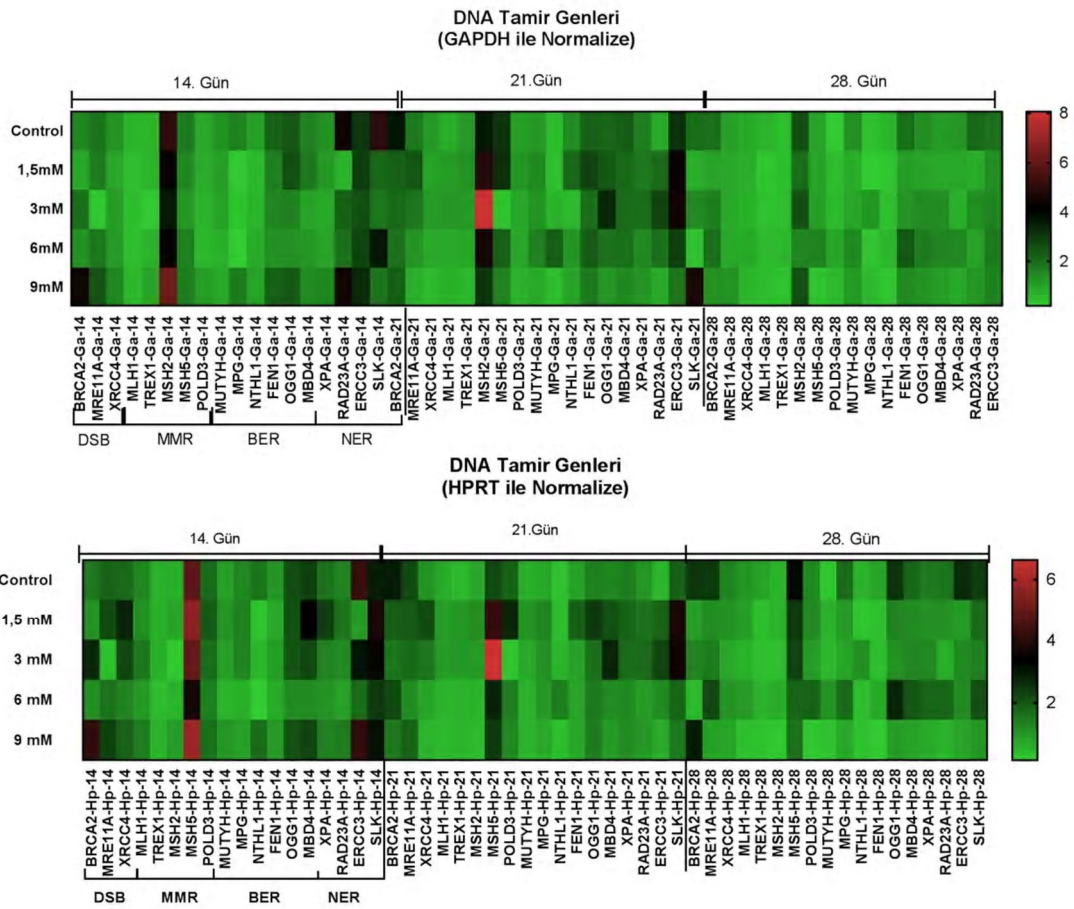 DNA Tamir Genleri
(GAPDH ile Normalize)
14. Gün
21.Gün
28. Gün
Control
1,5mM
3mM
6mM
9mM
8
6
4
2
BRCA2-Ga-14
MRE11A-Ga-14
XRCC4-Ga-14
MLH1-Ga-14
TREX1-Ga-14
MSH2-Ga-14
MSH5-Ga-14
POLD3-Ga-14
MUTYH-Ga-14
MPG-Ga-14
NTHL1-Ga-14
FEN1-Ga-14
OGG1-Ga-14
MBD4-Ga-14
XPA-Ga-14
RAD23A-Ga-14
ERCC3-Ga-14
SLK-Ga-14
BRCA2-Ga-21
MRE11A-Ga-21
XRCC4-Ga-21
MLH1-Ga-21
TREX1-Ga-21
MSH2-Ga-21
MSH5-Ga-21
POLD3-Ga-21
MUTYH-Ga-21
MPG-Ga-21
NTHL1-Ga-21
FEN1-Ga-21
OGG1-Ga-21
MBD4-Ga-21
XPA-Ga-21
RAD23A-Ga-21
ERCC3-Ga-21
SLK-Ga-21
BRCA2-Ga-28
MRE11A-Ga-28
XRCC4-Ga-28
MLH1-Ga-28
TREX1-Ga-28
MSH2-Ga-28
MSH5-Ga-28
POLD3-Ga-28
MUTYH-Ga-28
MPG-Ga-28
NTHL1-Ga-28
FEN1-Ga-28
OGG1-Ga-28
MBD4-Ga-28
XPA-Ga-28
RAD23A-Ga-28
ERCC3-Ga-28
DSB
MMR
BER
NER
DNA Tamir Genleri
(HPRT ile Normalize)
14. Gün
21.Gün
28. Gün
Control
1,5 mM
3 mM
6 mM
9 mM
6
4
2
BRCA2-Hp-14
MRE11A-Hp-14
XRCC4-Hp-14
MLH1-Hp-14
TREX1-Hp-14
MSH2-Hp-14
MSH5-Hp-14
POLD3-Hp-14
MUTYH-Hp-14
MPG-Hp-14
NTHL1-Hp-14
FEN1-Hp-14
OGG1-Hp-14
MBD4-Hp-14
XPA-Hp-14
RAD23A-Hp-14
ERCC3-Hp-14
SLK-Hp-14
BRCA2-Hp-21
MRE11A-Hp-21
XRCC4-Hp-21
MLH1-Hp-21
TREX1-Hp-21
MSH2-Hp-21
MSH5-Hp-21
POLD3-Hp-21
MUTYH-Hp-21
MPG-Hp-21
NTHL1-Hp-21
FEN1-Hp-21
OGG1-Hp-21
MBD4-Hp-21
XPA-Hp-21
RAD23A-Hp-21
ERCC3-Hp-21
SLK-Hp-21
BRCA2-Hp-28
MRE11A-Hp-28
XRCC4-Hp-28
MLH1-Hp-28
TREX1-Hp-28
MSH2-Hp-28
MSH5-Hp-28
POLD3-Hp-28
MUTYH-Hp-28
MPG-Hp-28
NTHL1-Hp-28
FEN1-Hp-28
OGG1-Hp-28
MBD4-Hp-28
XPA-Hp-28
RAD23A-Hp-28
ERCC3-Hp-28
SLK-Hp-28
DSB
MMR
BER
NER